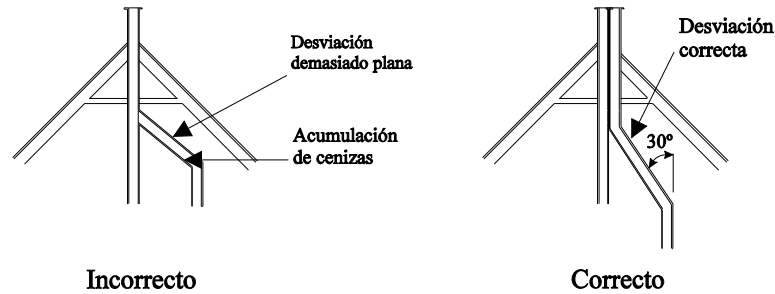 Desviación
demasiado plana
Acumulación
de cenizas
Incorrecto
Desviación
correcta
30º
Correcto